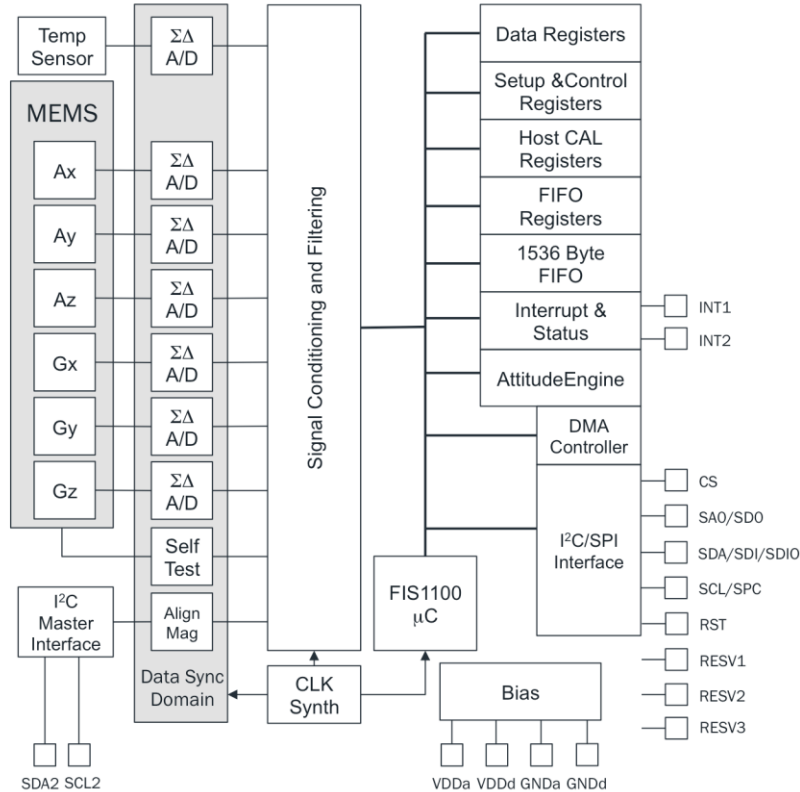 Temp
Sensor
ΣΔ
A/D
MEMS
Ax
ΣΔ
A/D
Ay
ΣΔ
A/D
Az
ΣΔ
A/D
Gx
ΣΔ
A/D
Gy
ΣΔ
A/D
Gz
ΣΔ
A/D
Self
Test
I²C
Master
Interface
Align
Mag
Data Sync
Domain
SDA2
SCL2
Signal Conditioning and Filtering
CLK
Synth
FIS1100
μC
Data Registers
Setup &Control
Registers
Host CAL
Registers
FIFO
Registers
1536 Byte
FIFO
Interrupt &
Status
INT1
INT2
AttitudeEngine
DMA
Controller
I²C/SPI
Interface
CS
SA0/SD0
SDA/SDI/SDIO
SCL/SPC
RST
RESV1
RESV2
RESV3
Bias
VDDa
VDDd
GNDa
GNDd